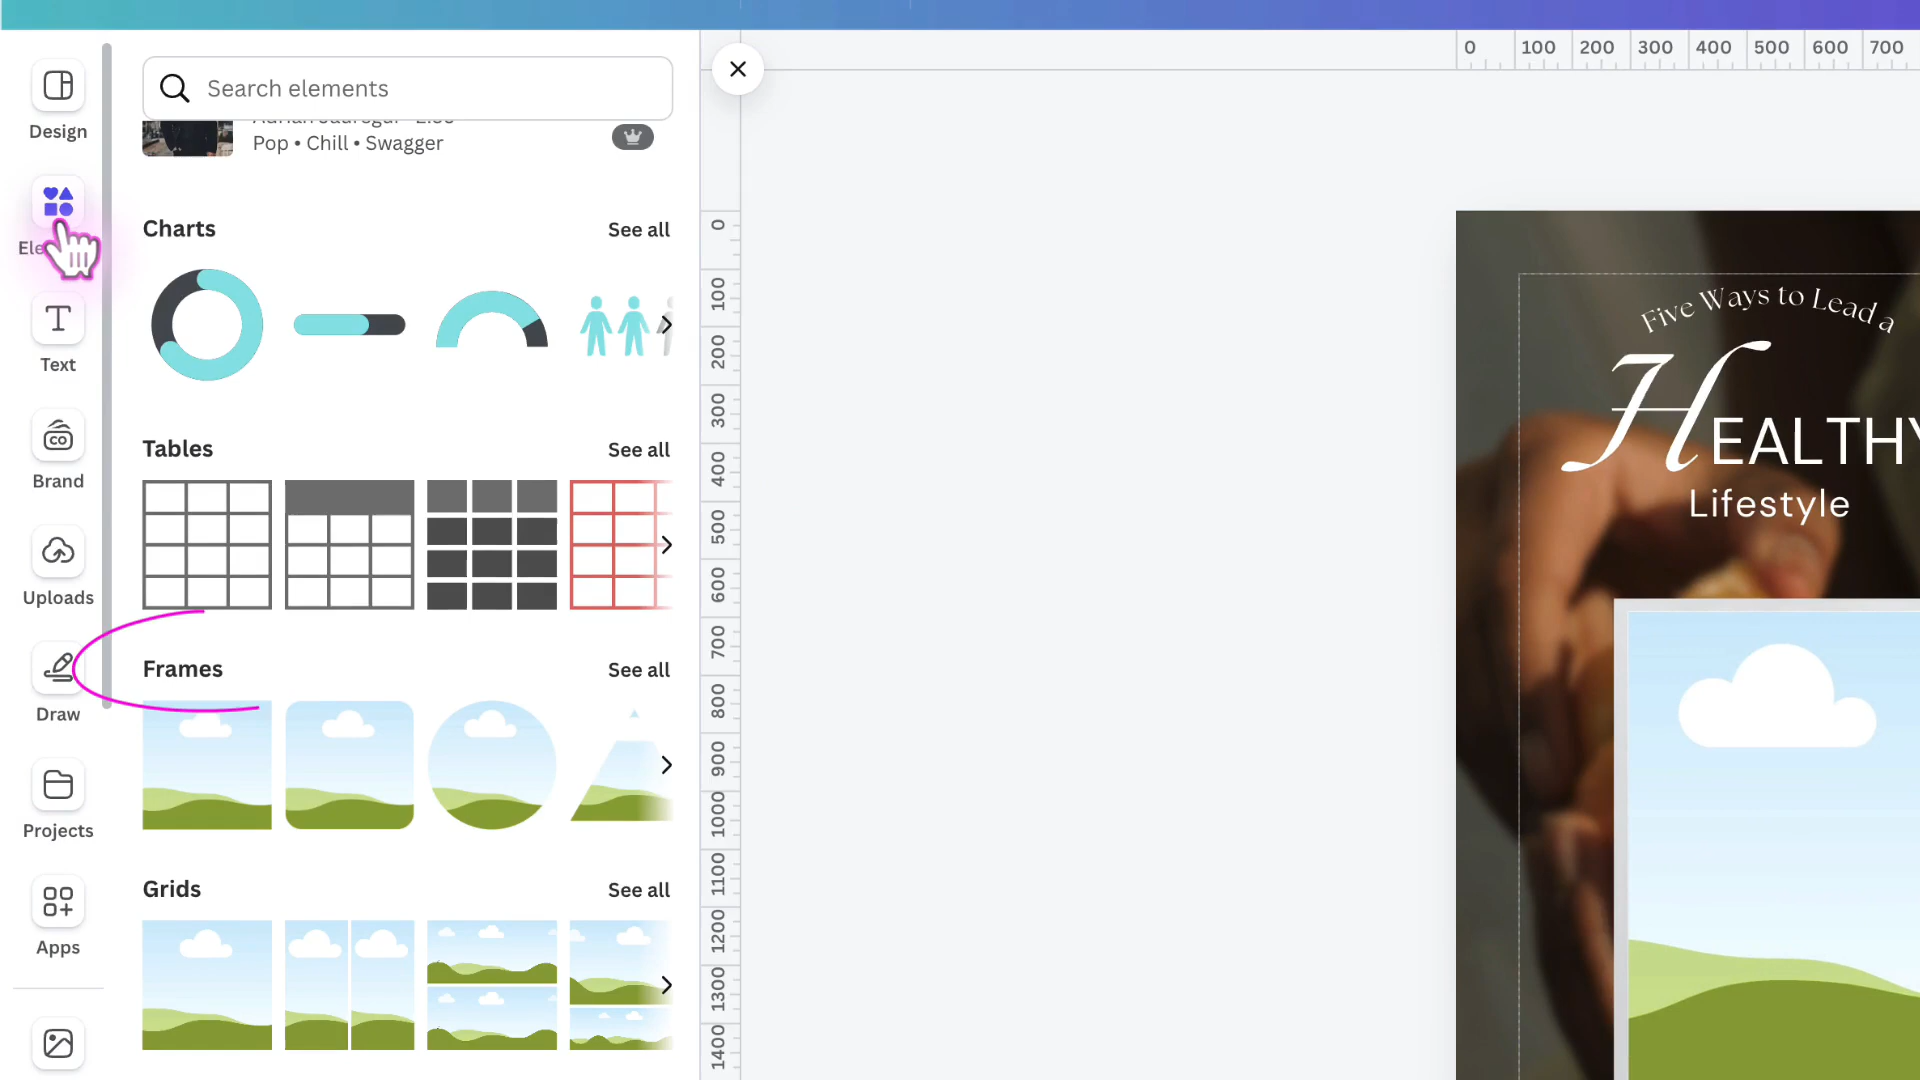 Design
Ele
Text
Brand
CO
Uploads
Draw
Projects
Apps
Search elements
Pop • Chill • Swagger
Charts
See all
Tables
See all
Frames
See all
Grids
See all
0 100 200 300 400 500 600 700
0
100
200
300
400
500
600
700
800
900
1000
1100
1200
1300
1400
Five Ways to Lead a
HEALTHY
Lifestyle